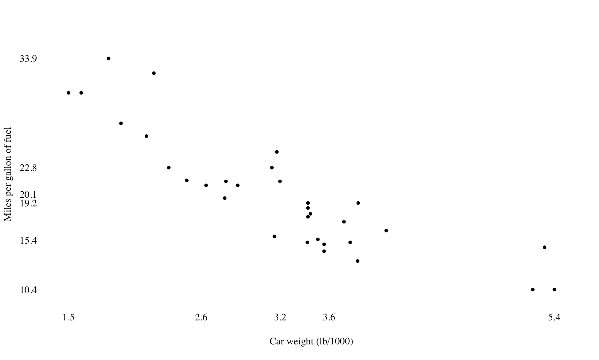 33.9
22.8
20.1
19.2
15.4
10.4
Miles per gallon of fuel
1.5 2.6 3.2 3.6 5.4
Car weight (lb/1000)